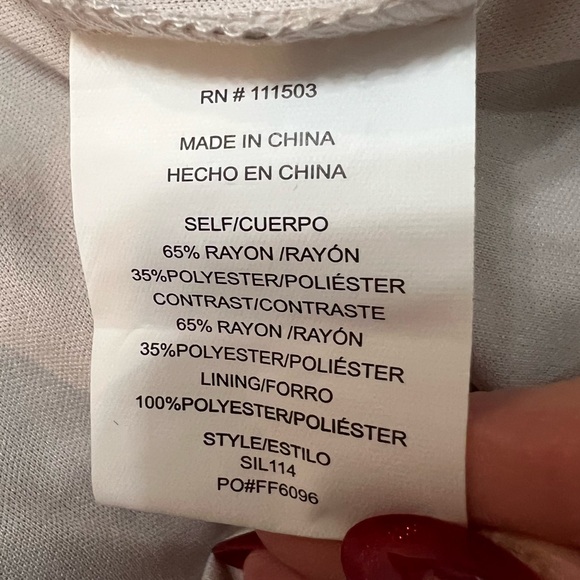 RN # 111503
MADE IN CHINA
HECHO EN CHINA
SELF/CUERPO
65% RAYON /RAYÓN
35%POLYESTER/POLIÉSTER
CONTRAST/CONTRASTE
65% RAYON /RAYÓN
35%POLYESTER/POLIÉSTER
LINING/FORRO
100%POLYESTER/POLIÉSTER
STYLE/ESTILO
SIL114
PO#FF6096